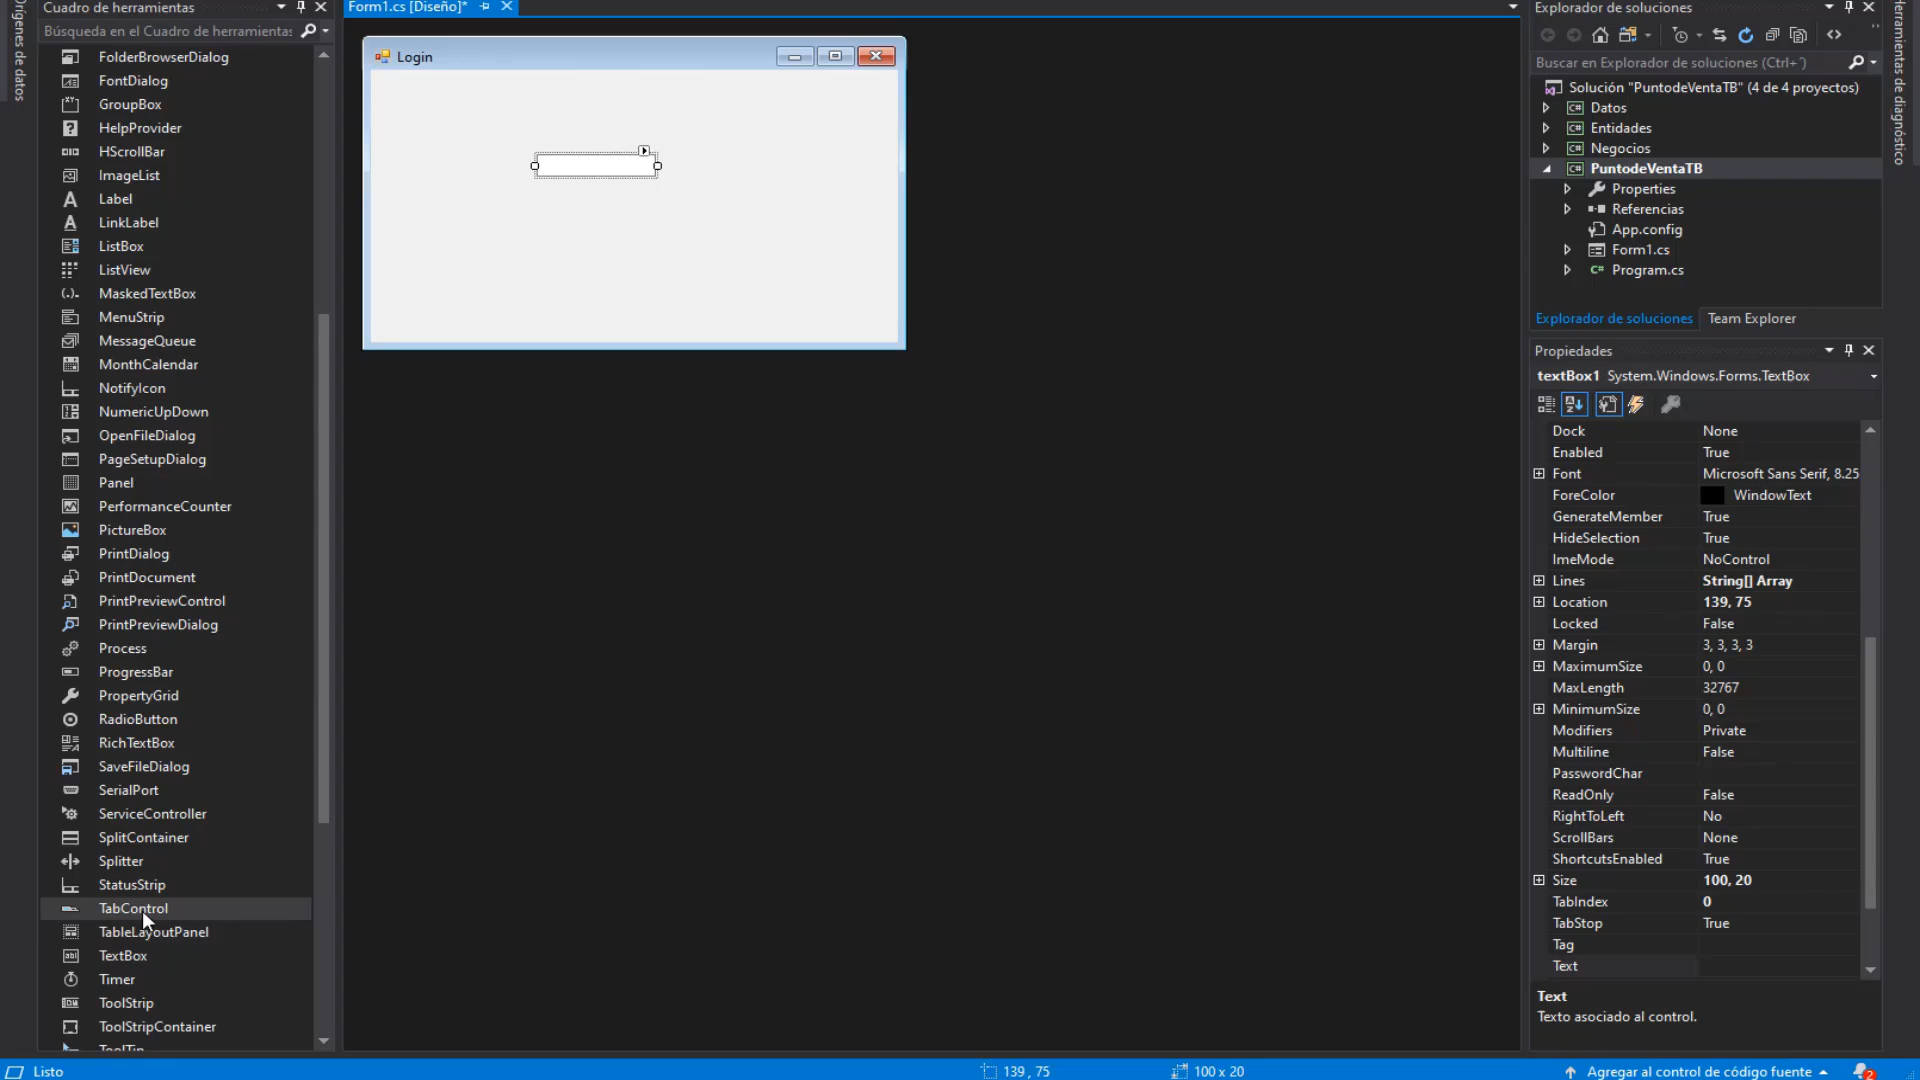 Orígenes de datos
Cuadro de herramientas
Búsqueda en el Cuadro de herramientas
FolderBrowserDialog
FontDialog
GroupBox
HelpProvider
HScrollBar
ImageList
Label
LinkLabel
ListBox
ListView
MaskedTextBox
MenuStrip
MessageQueue
MonthCalendar
NotifyIcon
NumericUpDown
OpenFileDialog
PageSetupDialog
Panel
PerformanceCounter
PictureBox
PrintDialog
PrintDocument
PrintPreviewControl
PrintPreviewDialog
Process
ProgressBar
PropertyGrid
RadioButton
RichTextBox
SaveFileDialog
SerialPort
ServiceController
SplitContainer
Splitter
StatusStrip
TabControl
TableLayoutPanel
TextBox
Timer
ToolStrip
ToolStripContainer
ToolTip
Form1.cs [Diseño]*
Login
Explorador de soluciones
Buscar en Explorador de soluciones (Ctrl+´)
Solución "PuntodeVentaTB" (4 de 4 proyectos)
Datos
Entidades
Negocios
PuntodeVentaTB
Properties
Referencias
App.config
Form1.cs
Program.cs
Explorador de soluciones Team Explorer
Propiedades
textBox1 System.Windows.Forms.TextBox
Dock None
Enabled True
Font Microsoft Sans Serif, 8.25
ForeColor WindowText
GenerateMember True
HideSelection True
ImeMode NoControl
Lines String[] Array
Location 139, 75
Locked False
Margin 3, 3, 3, 3
MaximumSize 0, 0
MaxLength 32767
MinimumSize 0, 0
Modifiers Private
Multiline False
PasswordChar
ReadOnly False
RightToLeft No
ScrollBars None
ShortcutsEnabled True
Size 100, 20
TabIndex 0
TabStop True
Tag
Text
Text
Texto asociado al control.
Herramientas de diagnóstico
Listo
139 , 75
100 x 20
Agregar al control de código fuente
2